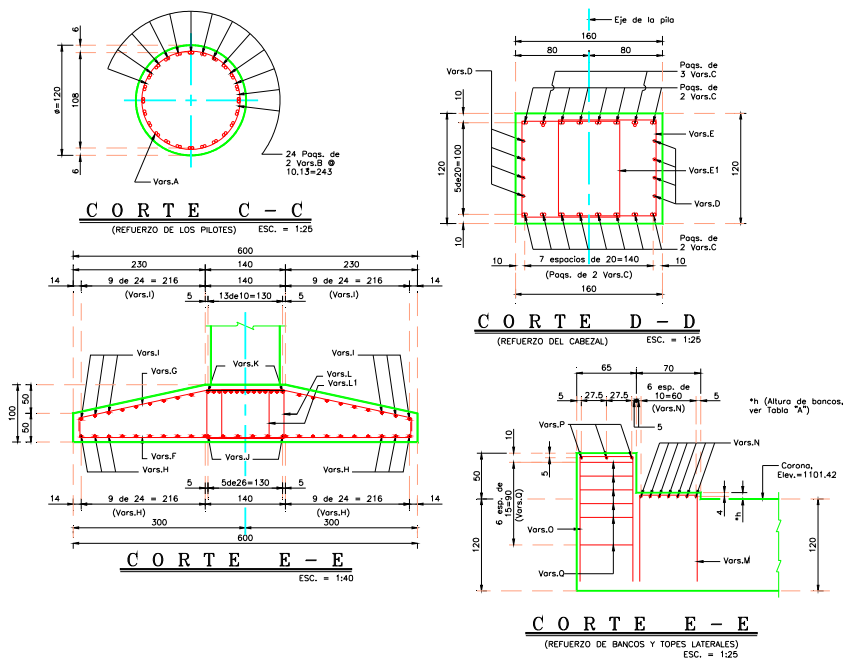 6
ø=120
108
6
24 Paqs. de
2 Vars.B @
10.13=243
Vars.A
CORTE C-C
(REFUERZO DE LOS PILOTES)
ESC. = 1:25
Eje de la pila
160
80
80
Vars.D
Paqs. de
3 Vars.C
Paqs. de
2 Vars.C
10
120
5de20=100
10
Vars.E
Vars.E1
Vars.D
120
Paqs. de
2 Vars.C
10
7 espacios de 20=140
10
(Paqs. de 2 Vars.C)
160
CORTE D-D
(REFUERZO DEL CABEZAL)
ESC. = 1:25
600
230
140
230
14
9 de 24 = 216
140
9 de 24 = 216
14
(Vars.I)
(Vars.I)
5
13de10=130
5
Vars.I
Vars.G
Vars.K
Vars.L
Vars.L1
Vars.I
100
50
50
Vars.F
Vars.H
Vars.J
Vars.H
5
5de26=130
5
14
9 de 24 = 216
140
9 de 24 = 216
14
(Vars.H)
(Vars.H)
300
300
600
CORTE E-E
ESC. = 1:40
65
70
5
27.5
27.5
6 esp. de
10=60
(Vars.N)
5
*h (Altura de bancos,
ver Tabla "A")
5
Vars.P
10
5
50
6 esp. de
15=90
(Vars.Q)
Vars.N
Corona,
Elev.=1101.42
4
*h
120
120
Vars.O
Vars.Q
Vars.M
CORTE E-E
(REFUERZO DE BANCOS Y TOPES LATERALES)
ESC. = 1:25